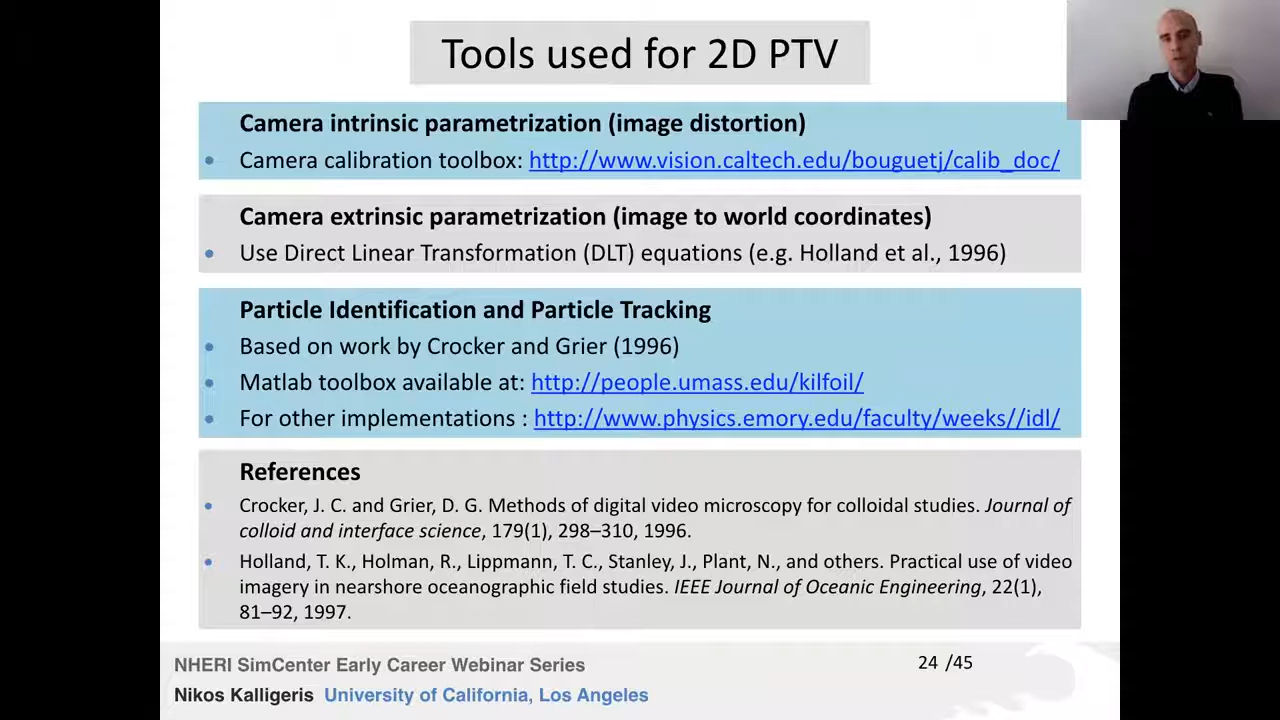 Tools used for 2D PTV
Camera intrinsic parametrization (image distortion)
• Camera calibration toolbox: http://www.vision.caltech.edu/bouguetj/calib_doc/
Camera extrinsic parametrization (image to world coordinates)
• Use Direct Linear Transformation (DLT) equations (e.g. Holland et al., 1996)
Particle Identification and Particle Tracking
• Based on work by Crocker and Grier (1996)
• Matlab toolbox available at: http://people.umass.edu/kilfoil/
• For other implementations : http://www.physics.emory.edu/faculty/weeks//idl/
References
• Crocker, J. C. and Grier, D. G. Methods of digital video microscopy for colloidal studies. Journal of
colloid and interface science, 179(1), 298–310, 1996.
• Holland, T. K., Holman, R., Lippmann, T. C., Stanley, J., Plant, N., and others. Practical use of video
imagery in nearshore oceanographic field studies. IEEE Journal of Oceanic Engineering, 22(1),
81–92, 1997.
NHERI SimCenter Early Career Webinar Series
24 /45
Nikos Kalligeris University of California, Los Angeles